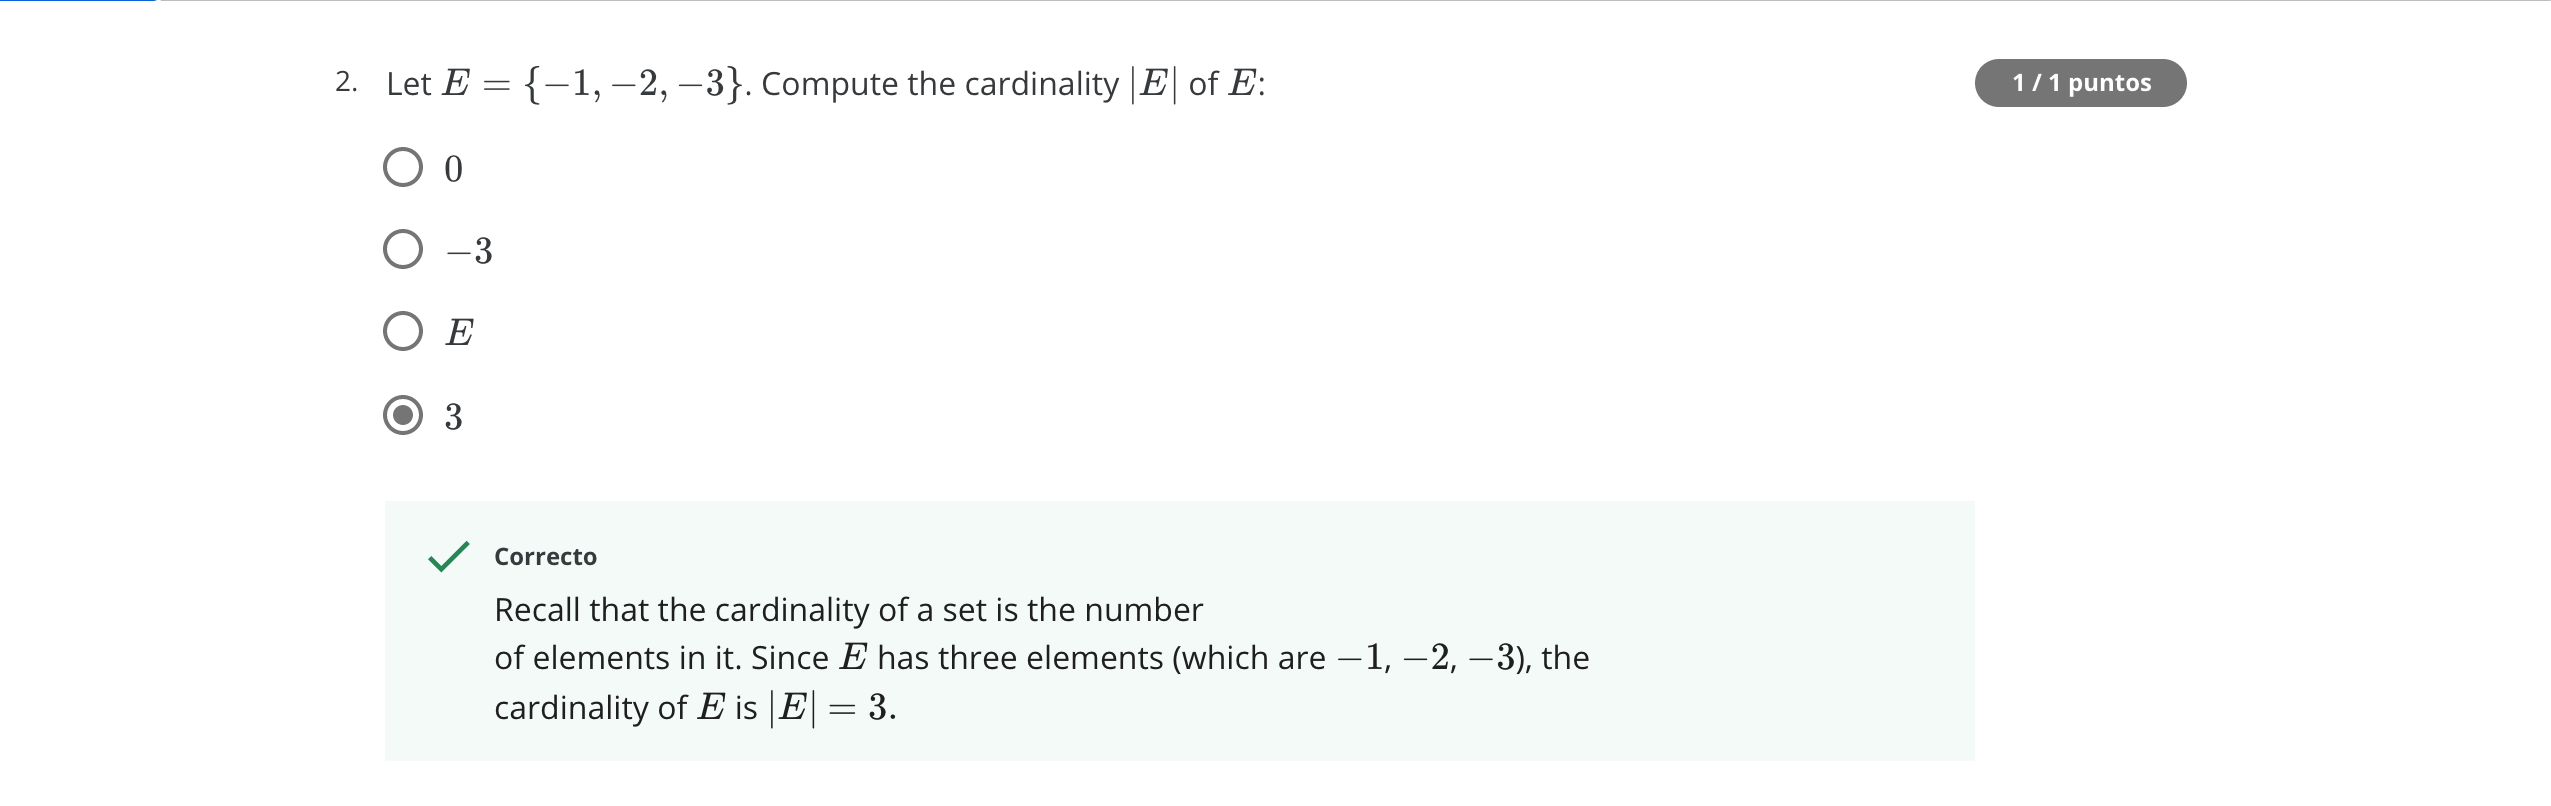 2. Let E = {−1, −2, −3}. Compute the cardinality |E| of E:
1 / 1 puntos
0
−3
E
3
Correcto
Recall that the cardinality of a set is the number
of elements in it. Since E has three elements (which are −1, −2, −3), the
cardinality of E is |E| = 3.